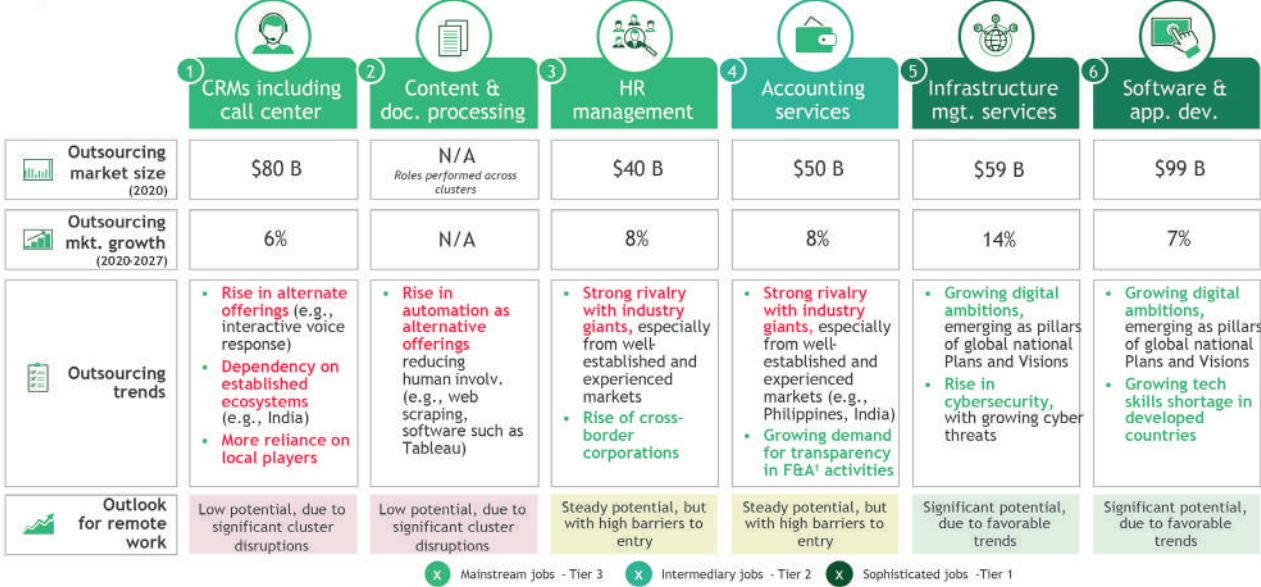 1
CRMs including
call center
2
Content &
doc. processing
3
HR
management
4
Accounting
services
5
Infrastructure
mgt. services
6
Software &
app. dev.
Outsourcing
market size
(2020)
$80 B
N/A
Roles performed across
clusters
$40 B
$50 B
$59 B
$99 B
Outsourcing
mkt. growth
(2020-2027)
6%
N/A
8%
8%
14%
7%
Outsourcing
trends
• Rise in alternate
offerings (e.g.,
interactive voice
response)
• Dependency on
established
ecosystems
(e.g., India)
• More reliance on
local players
• Rise in
automation as
alternative
offerings
reducing
human involv.
(e.g., web
scraping,
software such as
Tableau)
• Strong rivalry
with industry
giants, especially
from well-
established and
experienced
markets
• Rise of cross-
border
corporations
• Strong rivalry
with industry
giants, especially
from well-
established and
experienced
markets (e.g.,
Philippines, India)
• Growing demand
for transparency
in F&A¹ activities
• Growing digital
ambitions,
emerging as pillars
of global national
Plans and Visions
• Rise in
cybersecurity,
with growing cyber
threats
• Growing digital
ambitions,
emerging as pillars
of global national
Plans and Visions
• Growing tech
skills shortage in
developed
countries
Outlook
for remote
work
Low potential, due to
significant cluster
disruptions
Low potential, due to
significant cluster
disruptions
Steady potential, but
with high barriers to
entry
Steady potential, but
with high barriers to
entry
Significant potential,
due to favorable
trends
Significant potential,
due to favorable
trends
X Mainstream jobs - Tier 3
X Intermediary jobs - Tier 2
X Sophisticated jobs -Tier 1